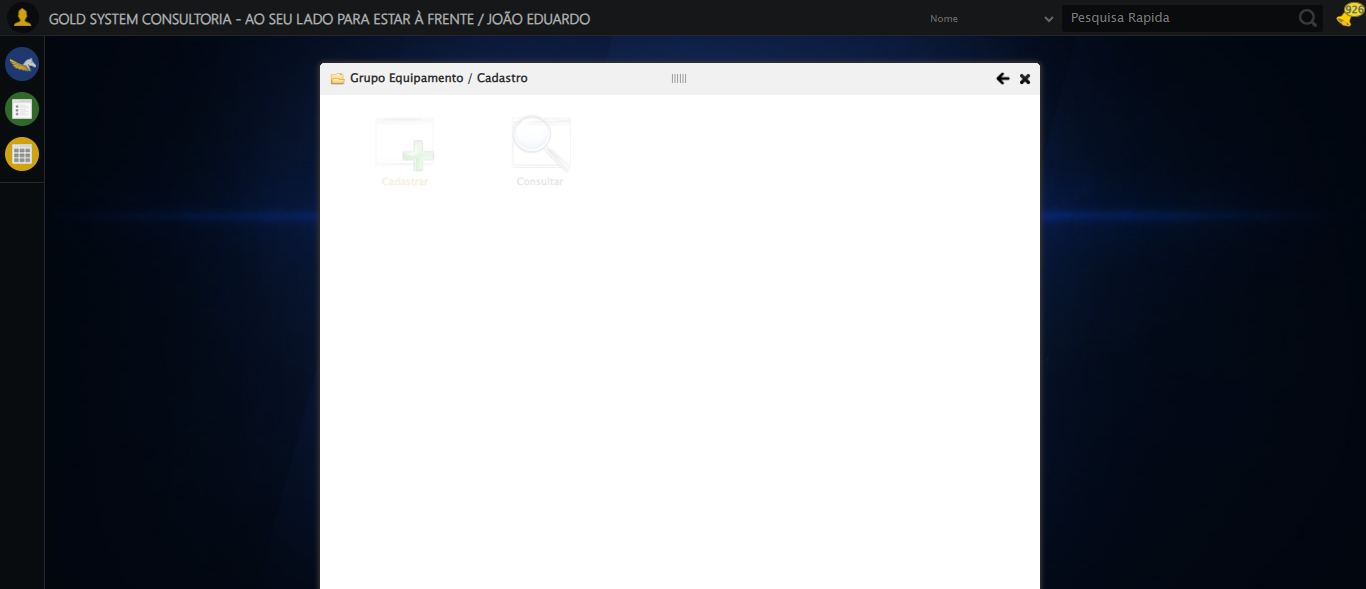 GOLD SYSTEM CONSULTORIA - AO SEU LADO PARA ESTAR À FRENTE / JOÃO EDUARDO
Nome
Pesquisa Rapida
926
Grupo Equipamento / Cadastro
Cadastrar
Consultar